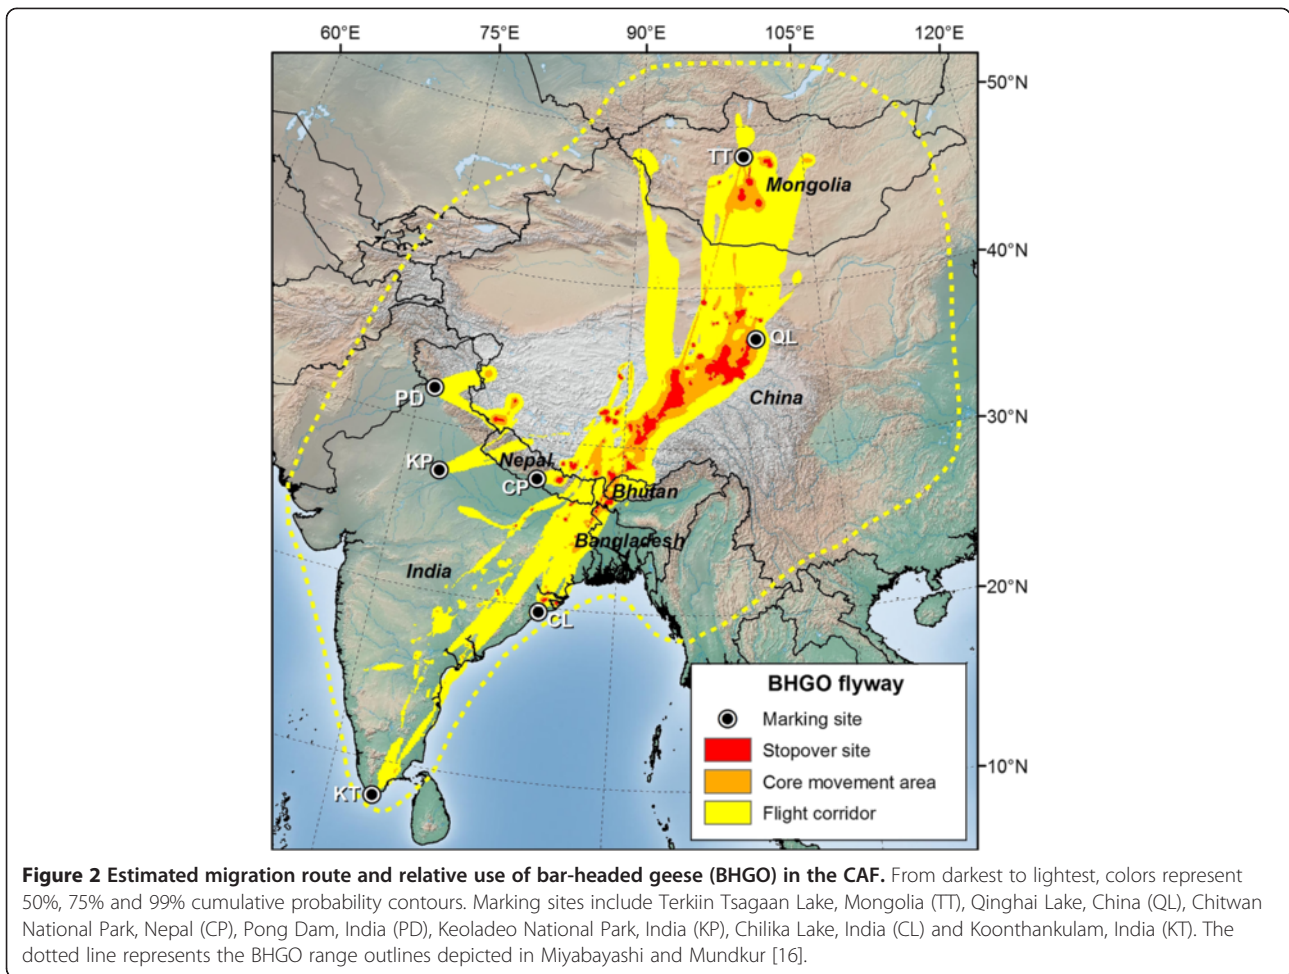 60°E 75°E 90°E 105°E 120°E
50°N
TT
Mongolia
40°N
QL
PD
China
30°N
KP
Nepal
CP
Bhutan
Bangladesh
India
20°N
CL
BHGO flyway
Marking site
Stopover site
10°N
Core movement area
KT
Flight corridor
Figure 2 Estimated migration route and relative use of bar-headed geese (BHGO) in the CAF. From darkest to lightest, colors represent
50%, 75% and 99% cumulative probability contours. Marking sites include Terkiin Tsagaan Lake, Mongolia (TT), Qinghai Lake, China (QL), Chitwan
National Park, Nepal (CP), Pong Dam, India (PD), Keoladeo National Park, India (KP), Chilika Lake, India (CL) and Koonthankulam, India (KT). The
dotted line represents the BHGO range outlines depicted in Miyabayashi and Mundkur [16].